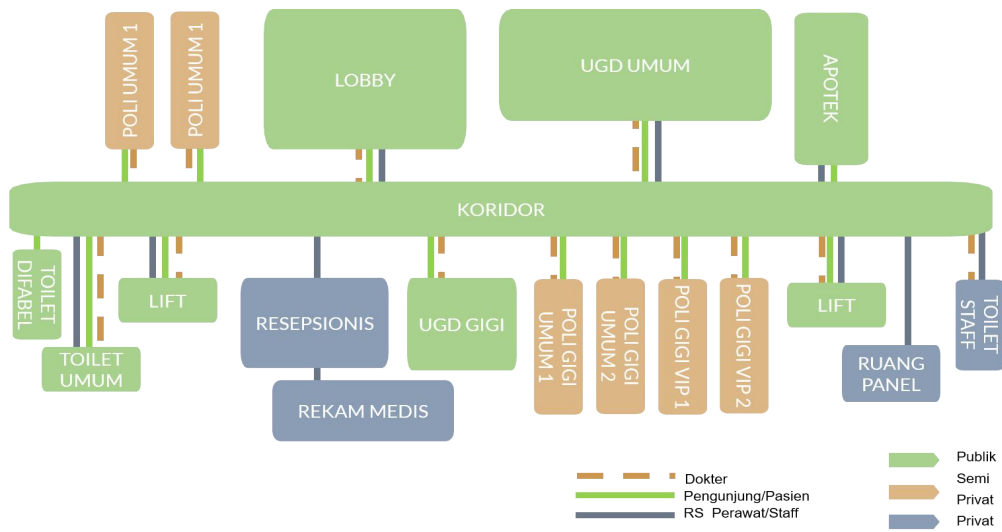 POLI UMUM 1
POLI UMUM 1
LOBBY
UGD UMUM
APOTEK
KORIDOR
TOILET
DIFABEL
TOILET
UMUM
LIFT
RESEPSIONIS
REKAM MEDIS
UGD GIGI
POLI GIGI
UMUM 1
POLI GIGI
UMUM 2
POLI GIGI VIP 1
POLI GIGI VIP 2
LIFT
RUANG
PANEL
TOILET
STAFF
Dokter
Pengunjung/Pasien
RS Perawat/Staff
Publik
Semi
Privat
Privat